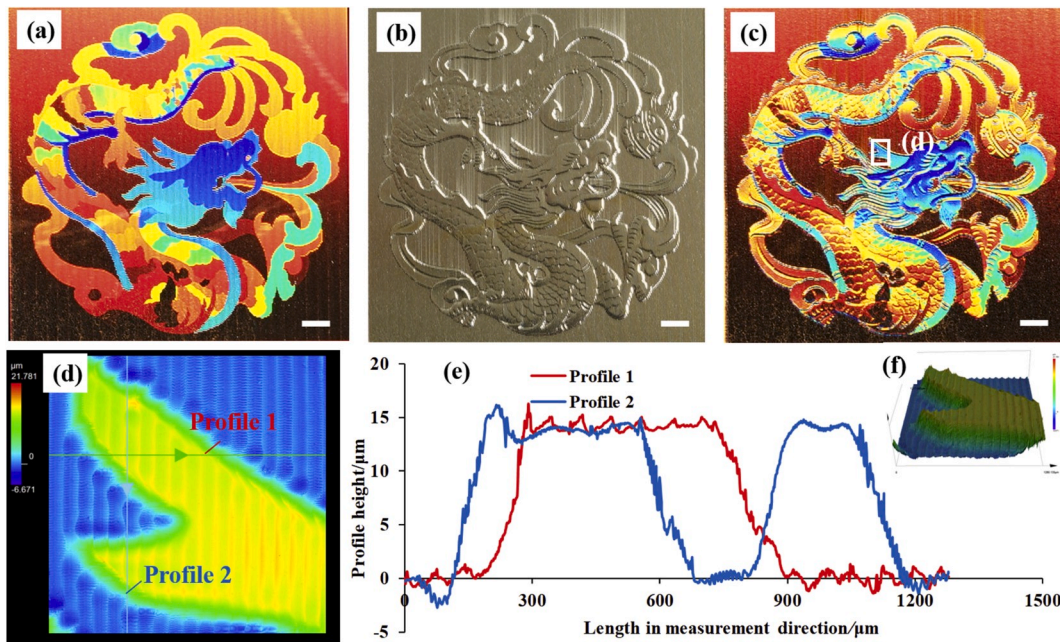 (a)
(b)
(c)
(d)
(d)
μm
21.781
0
-6.671
Profile 1
Profile 2
(e)
Profile 1
Profile 2
(f)
20
15
10
5
0
-5
0
300
600
900
1200
1500
Profile height/μm
Length in measurement direction/μm